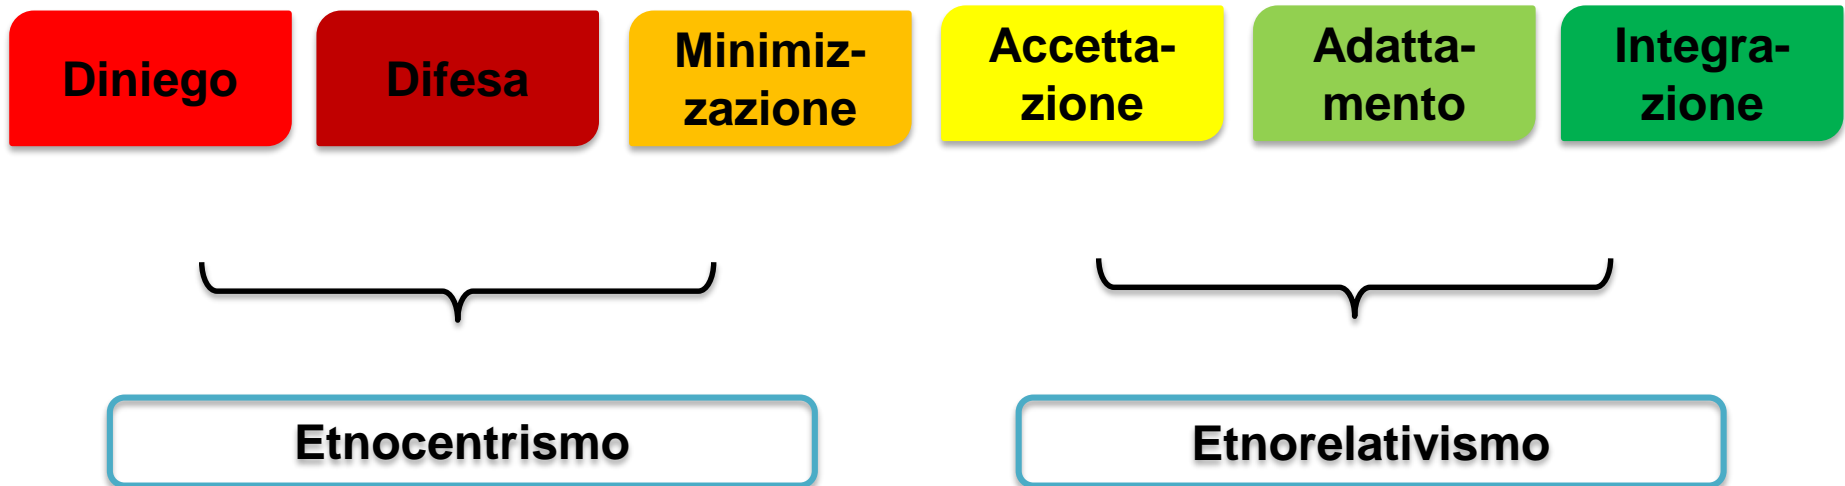 Diniego
Difesa
Minimiz-
zazione
Accetta-
zione
Adatta-
mento
Integra-
zione
Etnocentrismo
Etnorelativismo